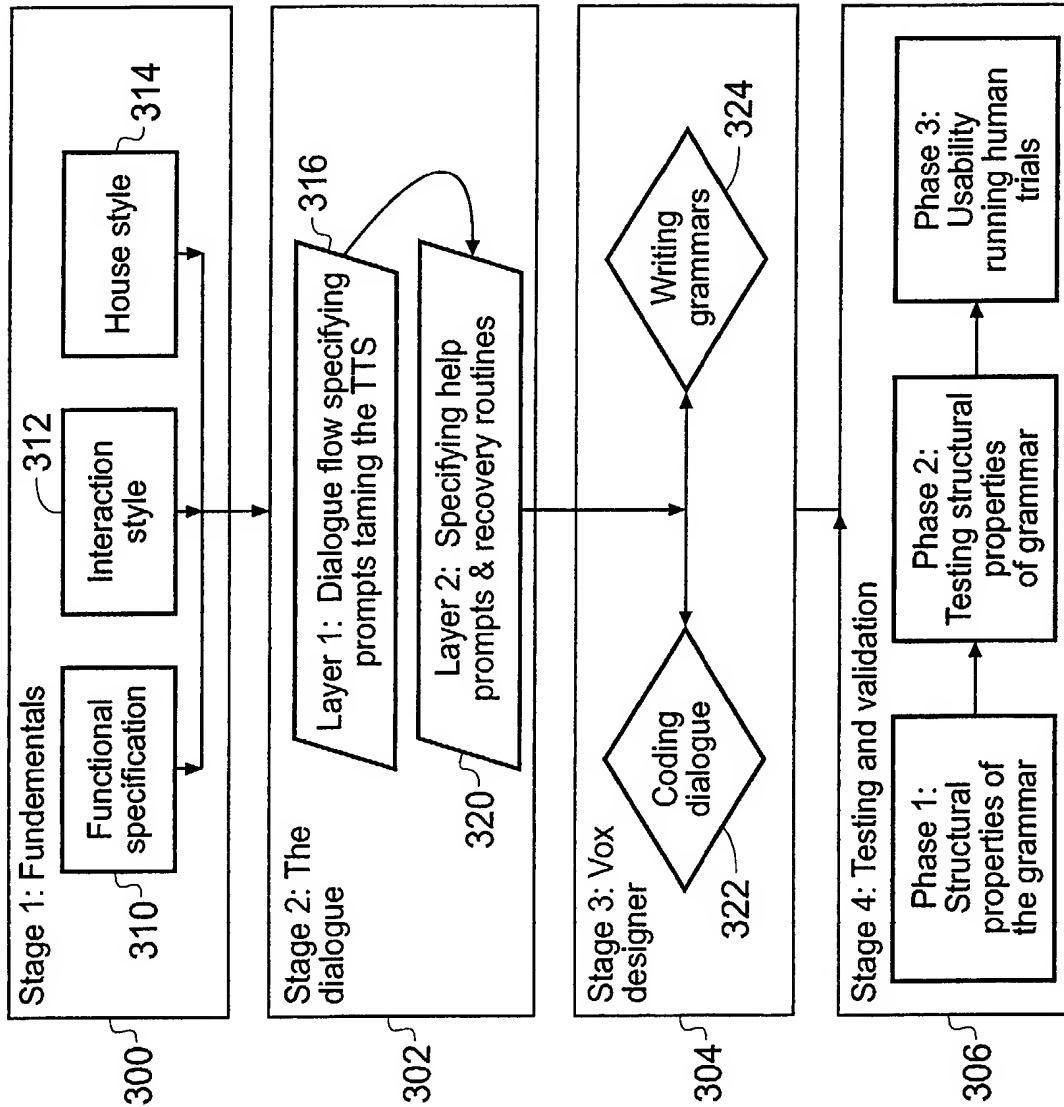 Stage 1: Fundementals
Functional
specification
Interaction
style
House style
310
312
314
300
Stage 2: The
dialogue
Layer 1: Dialogue flow specifying
prompts taming the TTS
316
Layer 2: Specifying help
prompts & recovery routines
320
302
Stage 3: Vox
designer
Coding
dialogue
322
Writing
grammars
324
304
Stage 4: Testing and validation
Phase 1:
Structural
properties of
the grammar
Phase 2:
Testing structural
properties
of grammar
Phase 3:
Usability
running human
trials
306